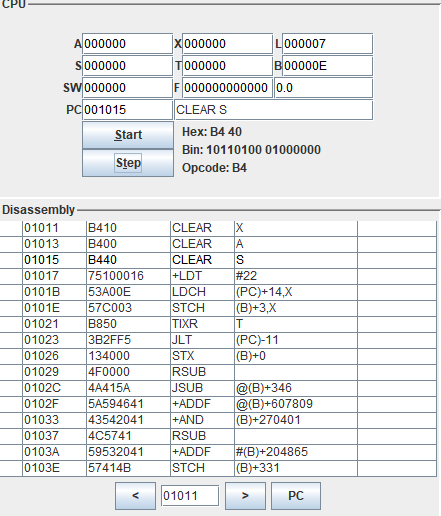 CPU
A 000000 X 000000 L 000007
S 000000 T 000000 B 00000E
SW 000000 F 000000000000 0.0
PC 001015 CLEAR S
Start Hex: B4 40
Bin: 10110100 01000000
Step Opcode: B4
Disassembly
01011 B410 CLEAR X
01013 B400 CLEAR A
01015 B440 CLEAR S
01017 75100016 +LDT #22
0101B 53A00E LDCH (PC)+14,X
0101E 57C003 STCH (B)+3,X
01021 B850 TIXR T
01023 3B2FF5 JLT (PC)-11
01026 134000 STX (B)+0
01029 4F0000 RSUB
0102C 4A415A JSUB @(B)+346
0102F 5A594641 +ADDF @(B)+607809
01033 43542041 +AND (B)+270401
01037 4C5741 RSUB
0103A 59532041 +ADDF #(B)+204865
0103E 57414B STCH (B)+331
< 01011 > PC